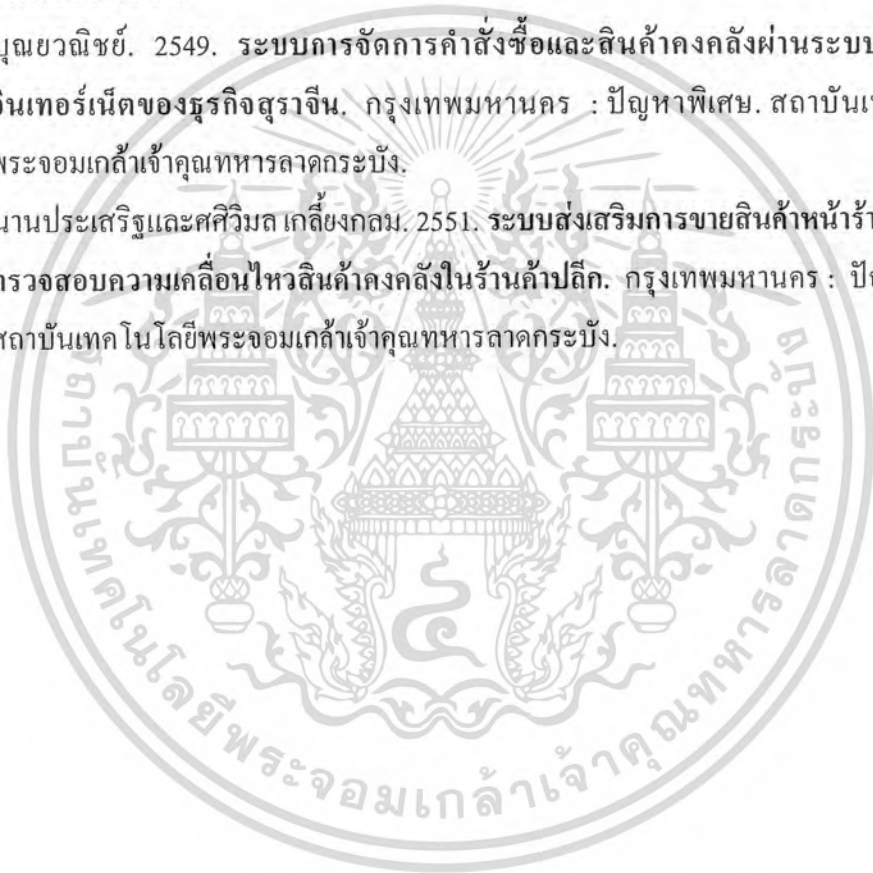 บุณยวณิชย์. 2549. ระบบการจัดการคำสั่งซื้อและสินค้าคงคลังผ่านระบบ
อินเทอร์เน็ตของธุรกิจสุราจีน. กรุงเทพมหานคร : ปัญหาพิเศษ. สถาบันเท
พระจอมเกล้าเจ้าคุณทหารลาดกระบัง.
นานประเสริฐและศศิวิมล เกลี้ยงกลม. 2551. ระบบส่งเสริมการขายสินค้าหน้าร้า
ตรวจสอบความเคลื่อนไหวสินค้าคงคลังในร้านค้าปลีก. กรุงเทพมหานคร : ปัญ
สถาบันเทคโนโลยีพระจอมเกล้าเจ้าคุณทหารลาดกระบัง.
สถาบันเทคโนโลยีพระจอมเกล้าเจ้าคุณทหารลาดกระบัง